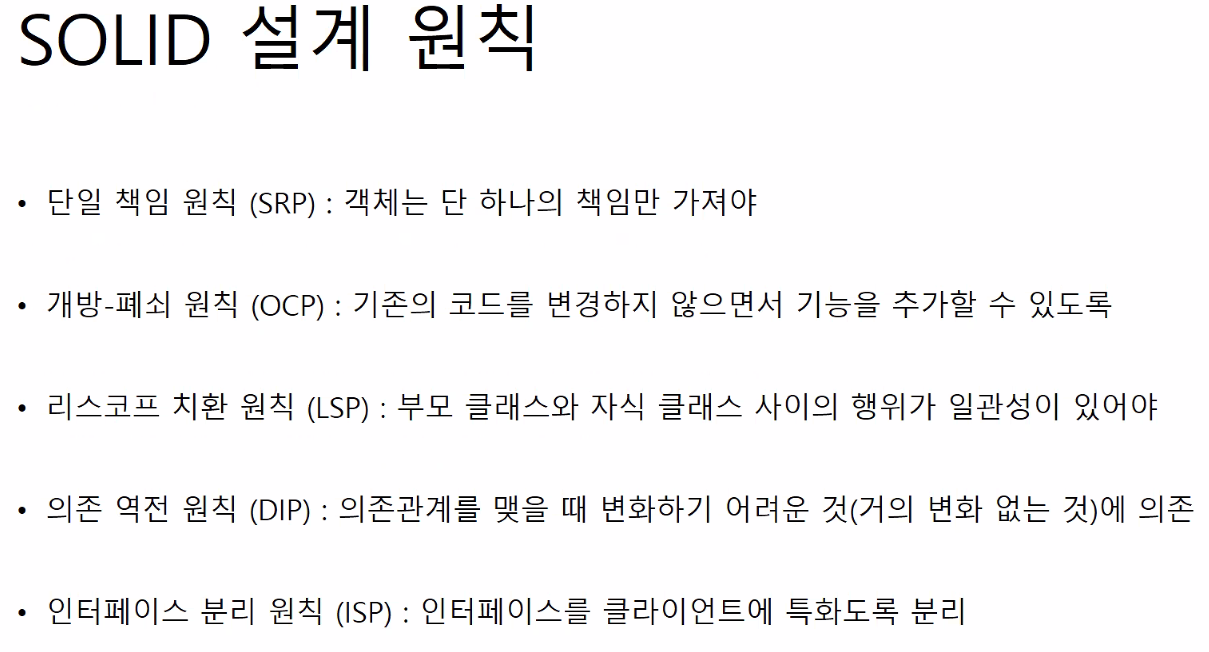 SOLID 설계 원칙
• 단일 책임 원칙 (SRP) : 객체는 단 하나의 책임만 가져야
• 개방-폐쇠 원칙 (OCP) : 기존의 코드를 변경하지 않으면서 기능을 추가할 수 있도록
• 리스코프 치환 원칙 (LSP) : 부모 클래스와 자식 클래스 사이의 행위가 일관성이 있어야
• 의존 역전 원칙 (DIP) : 의존관계를 맺을 때 변화하기 어려운 것(거의 변화 없는 것)에 의존
• 인터페이스 분리 원칙 (ISP) : 인터페이스를 클라이언트에 특화도록 분리